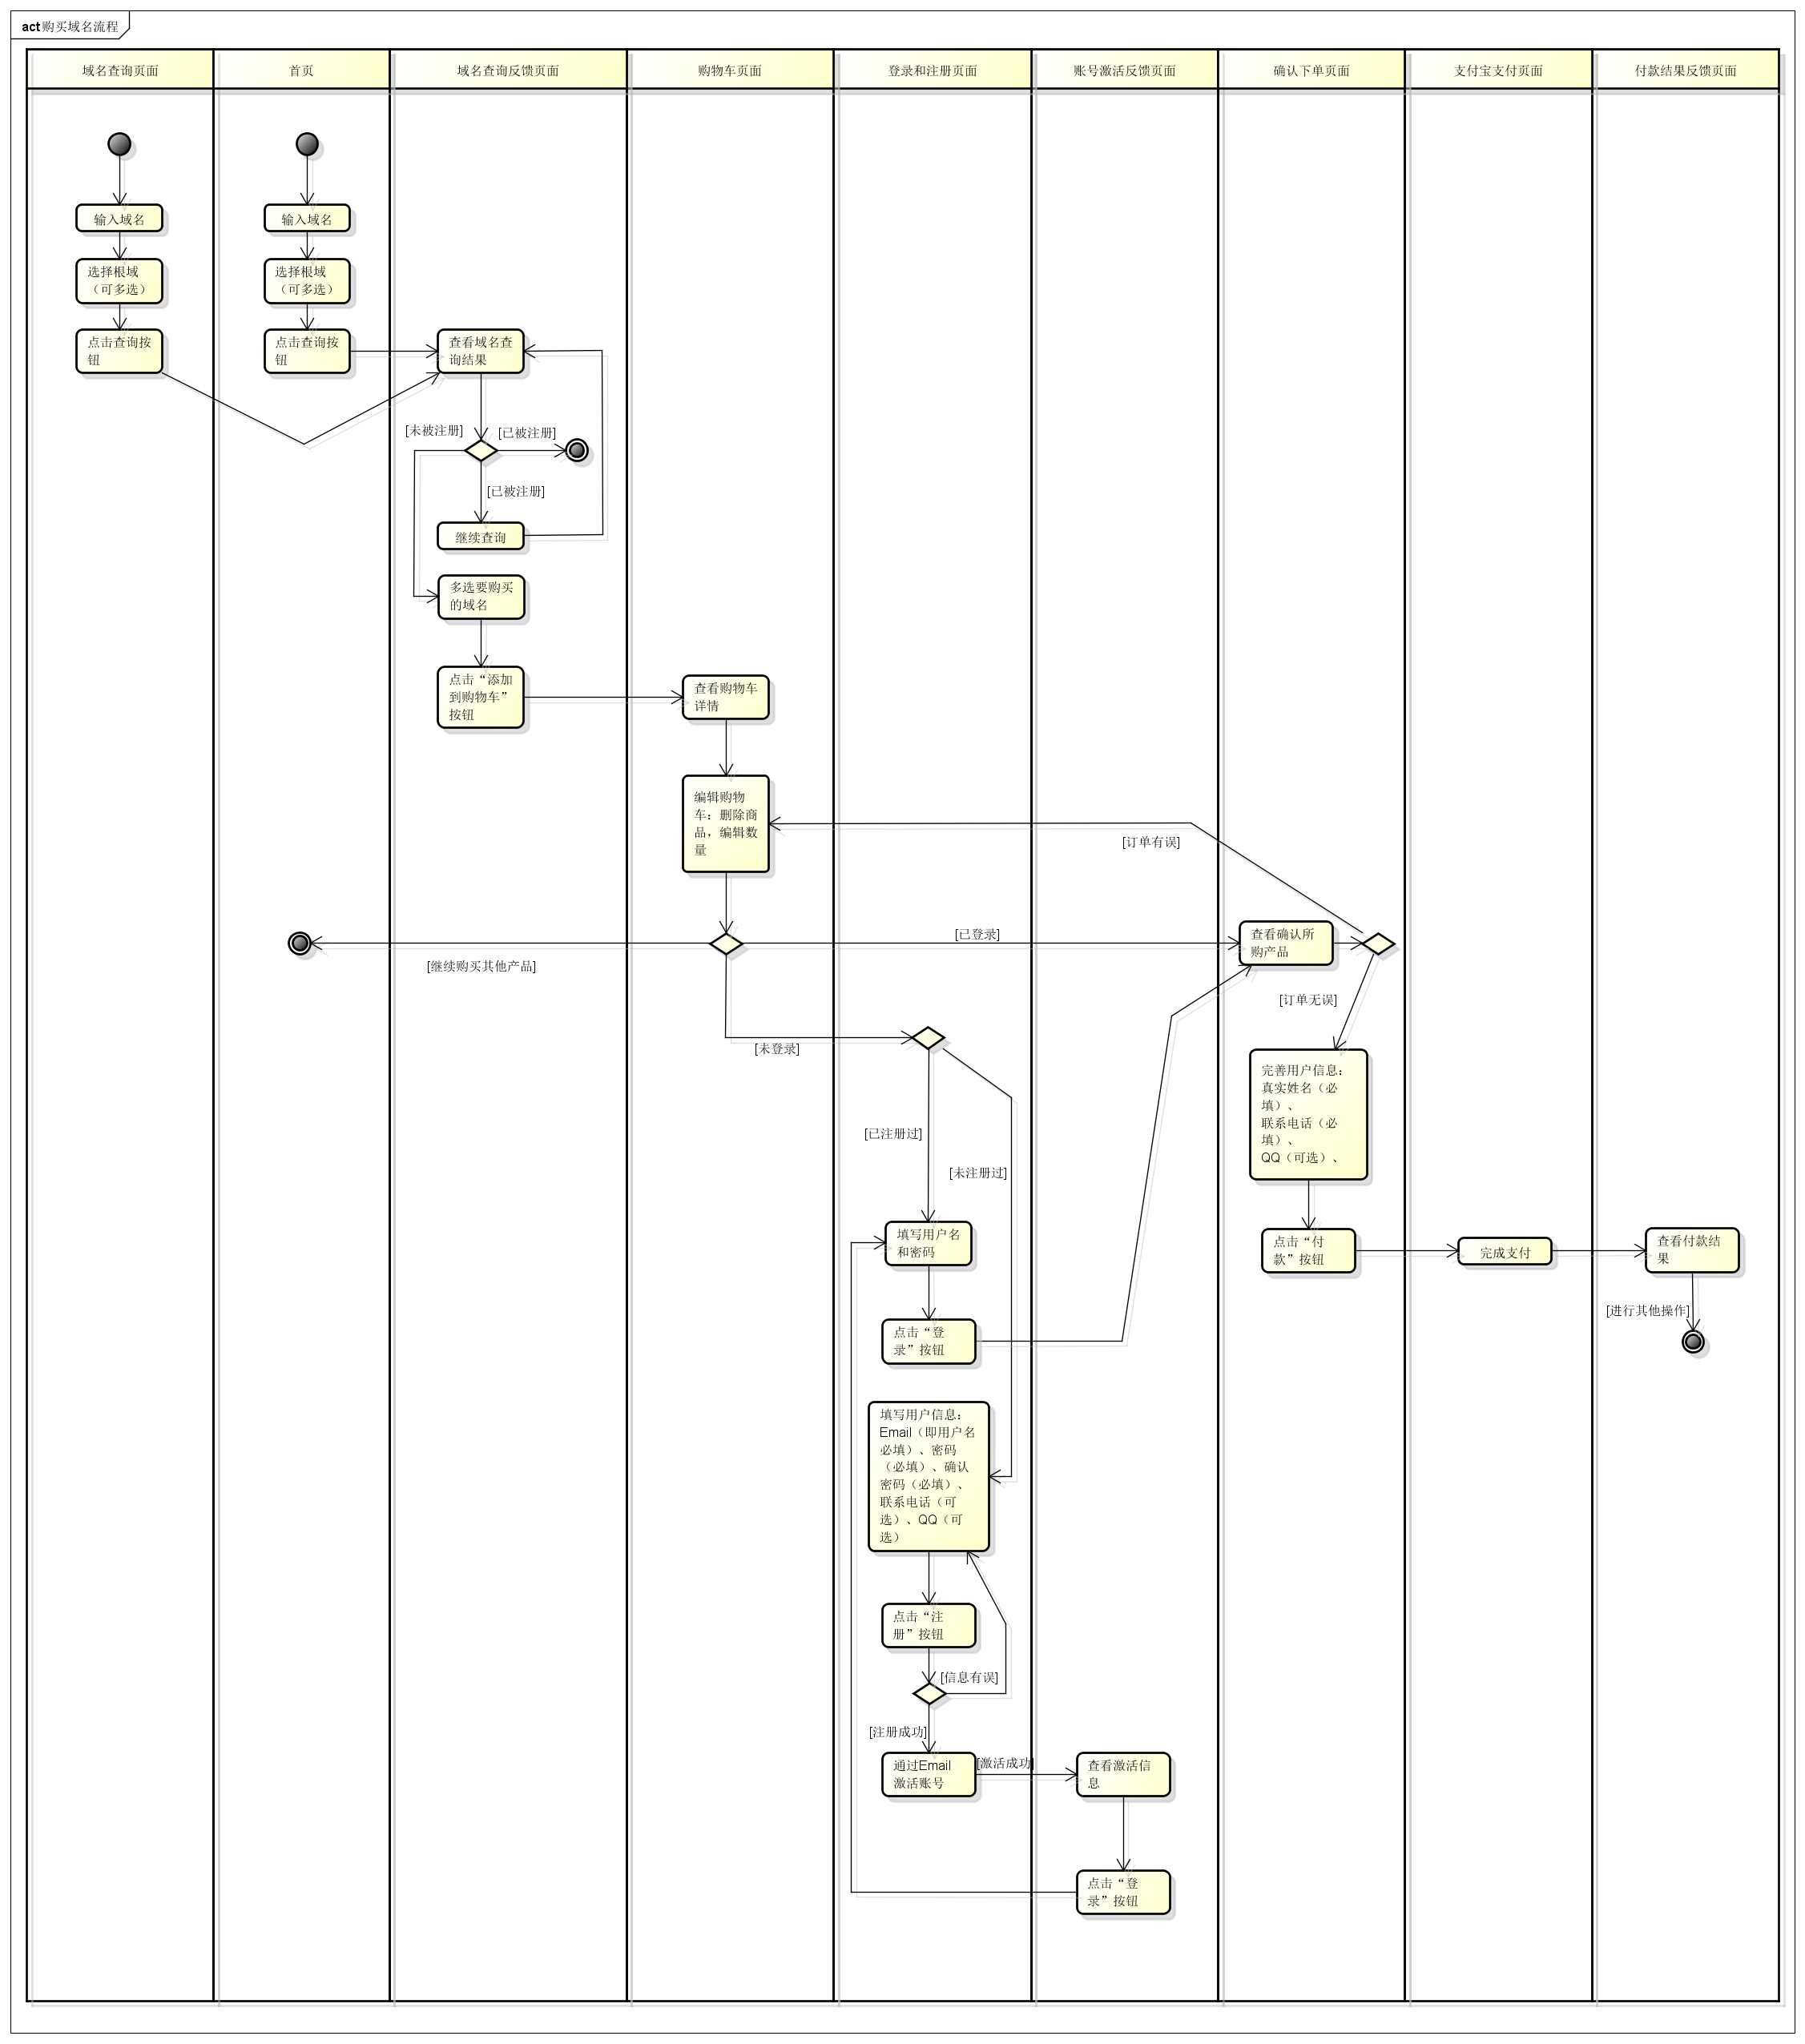 act 购买域名流程
域名查询页面
首页
域名查询反馈页面
购物车页面
登录和注册页面
账号激活反馈页面
确认下单页面
支付宝支付页面
付款结果反馈页面
输入域名
输入域名
选择根域
（可多选）
选择根域
（可多选）
点击查询按
钮
点击查询按
钮
查看域名查
询结果
[未被注册]
[已被注册]
[已被注册]
继续查询
多选要购买
的域名
点击“添加
到购物车”
按钮
查看购物车
详情
编辑购物
车：删除商
品，编辑数
量
[订单有误]
[已登录]
查看确认所
购产品
[继续购买其他产品]
[订单无误]
[未登录]
完善用户信息：
真实姓名（必
填）、
联系电话（必
填）、
QQ（可选）、
[已注册过]
[未注册过]
填写用户名
和密码
点击“付
款”按钮
完成支付
查看付款结
果
[进行其他操作]
点击“登
录”按钮
填写用户信息：
Email（即用户名
必填）、密码
（必填）、确认
密码（必填）、
联系电话（可
选）、QQ（可
选）
点击“注
册”按钮
[信息有误]
[注册成功]
通过Email
激活账号
[激活成功]
查看激活信
息
点击“登
录”按钮